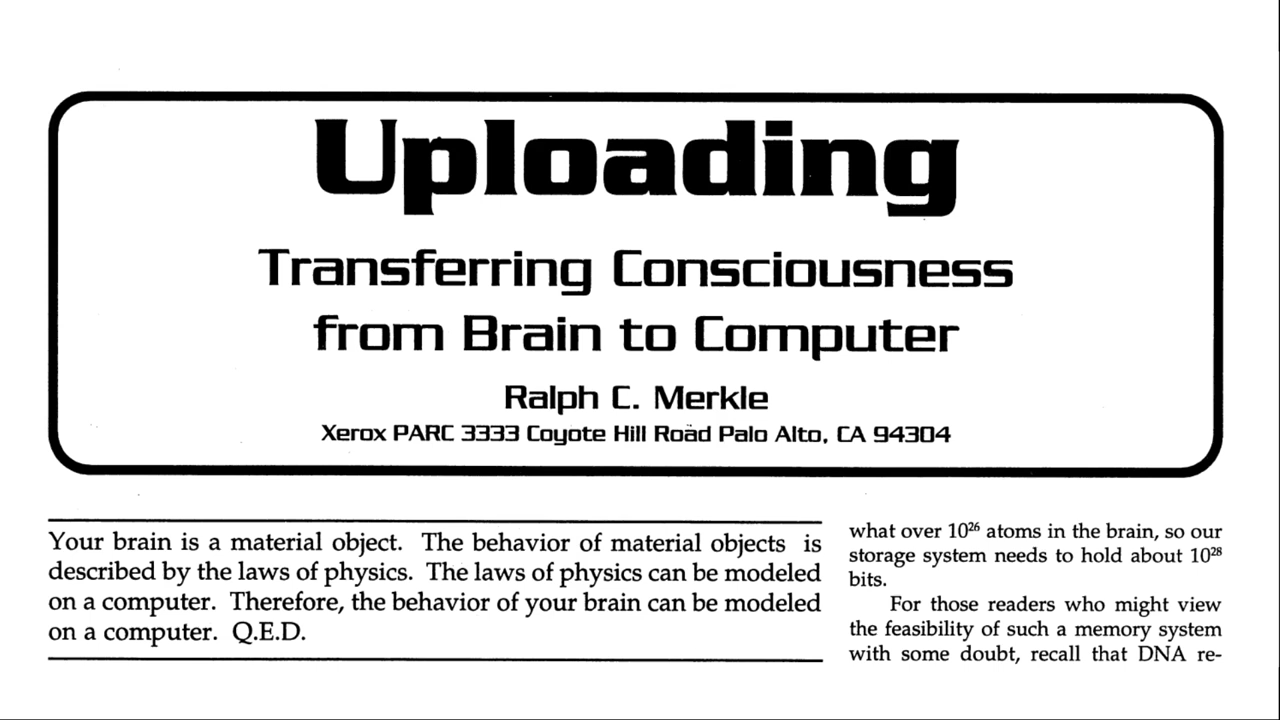 Uploading
Transferring Consciousness
from Brain to Computer
Ralph C. Merkle
Xerox PARC 3333 Coyote Hill Road Palo Alto, CA 94304
Your brain is a material object. The behavior of material objects is
described by the laws of physics. The laws of physics can be modeled
on a computer. Therefore, the behavior of your brain can be modeled
on a computer. Q.E.D.
what over 10²⁶ atoms in the brain, so our
storage system needs to hold about 10²⁸
bits.
For those readers who might view
the feasibility of such a memory system
with some doubt, recall that DNA re-